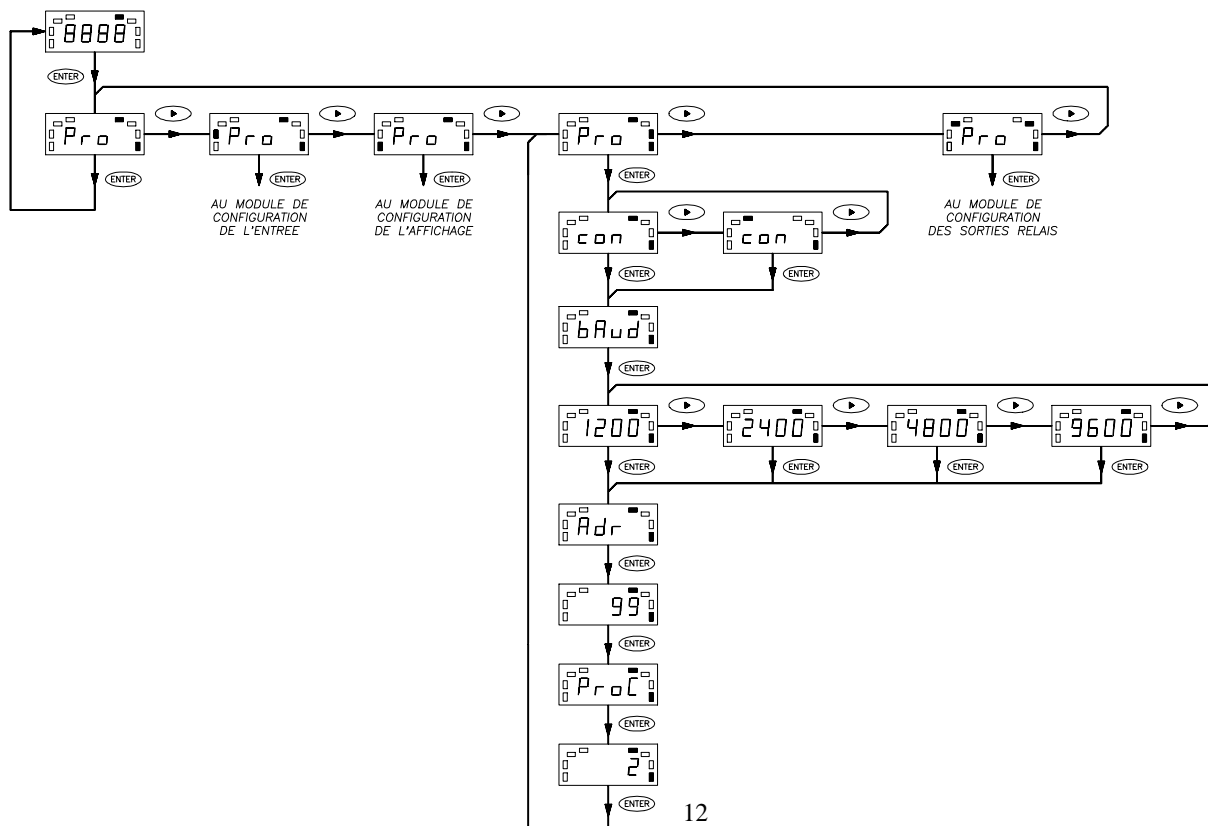 8888
ENTER
Pro
Pro
Pro
Pro
Pro
ENTER
ENTER
ENTER
ENTER
ENTER
AU MODULE DE
CONFIGURATION
DE L'ENTREE
AU MODULE DE
CONFIGURATION
DE L'AFFICHAGE
AU MODULE DE
CONFIGURATION
DES SORTIES RELAIS
con
con
ENTER
ENTER
bAud
ENTER
1200
2400
4800
9600
ENTER
ENTER
ENTER
ENTER
Adr
ENTER
99
ENTER
ProC
ENTER
2
ENTER
12